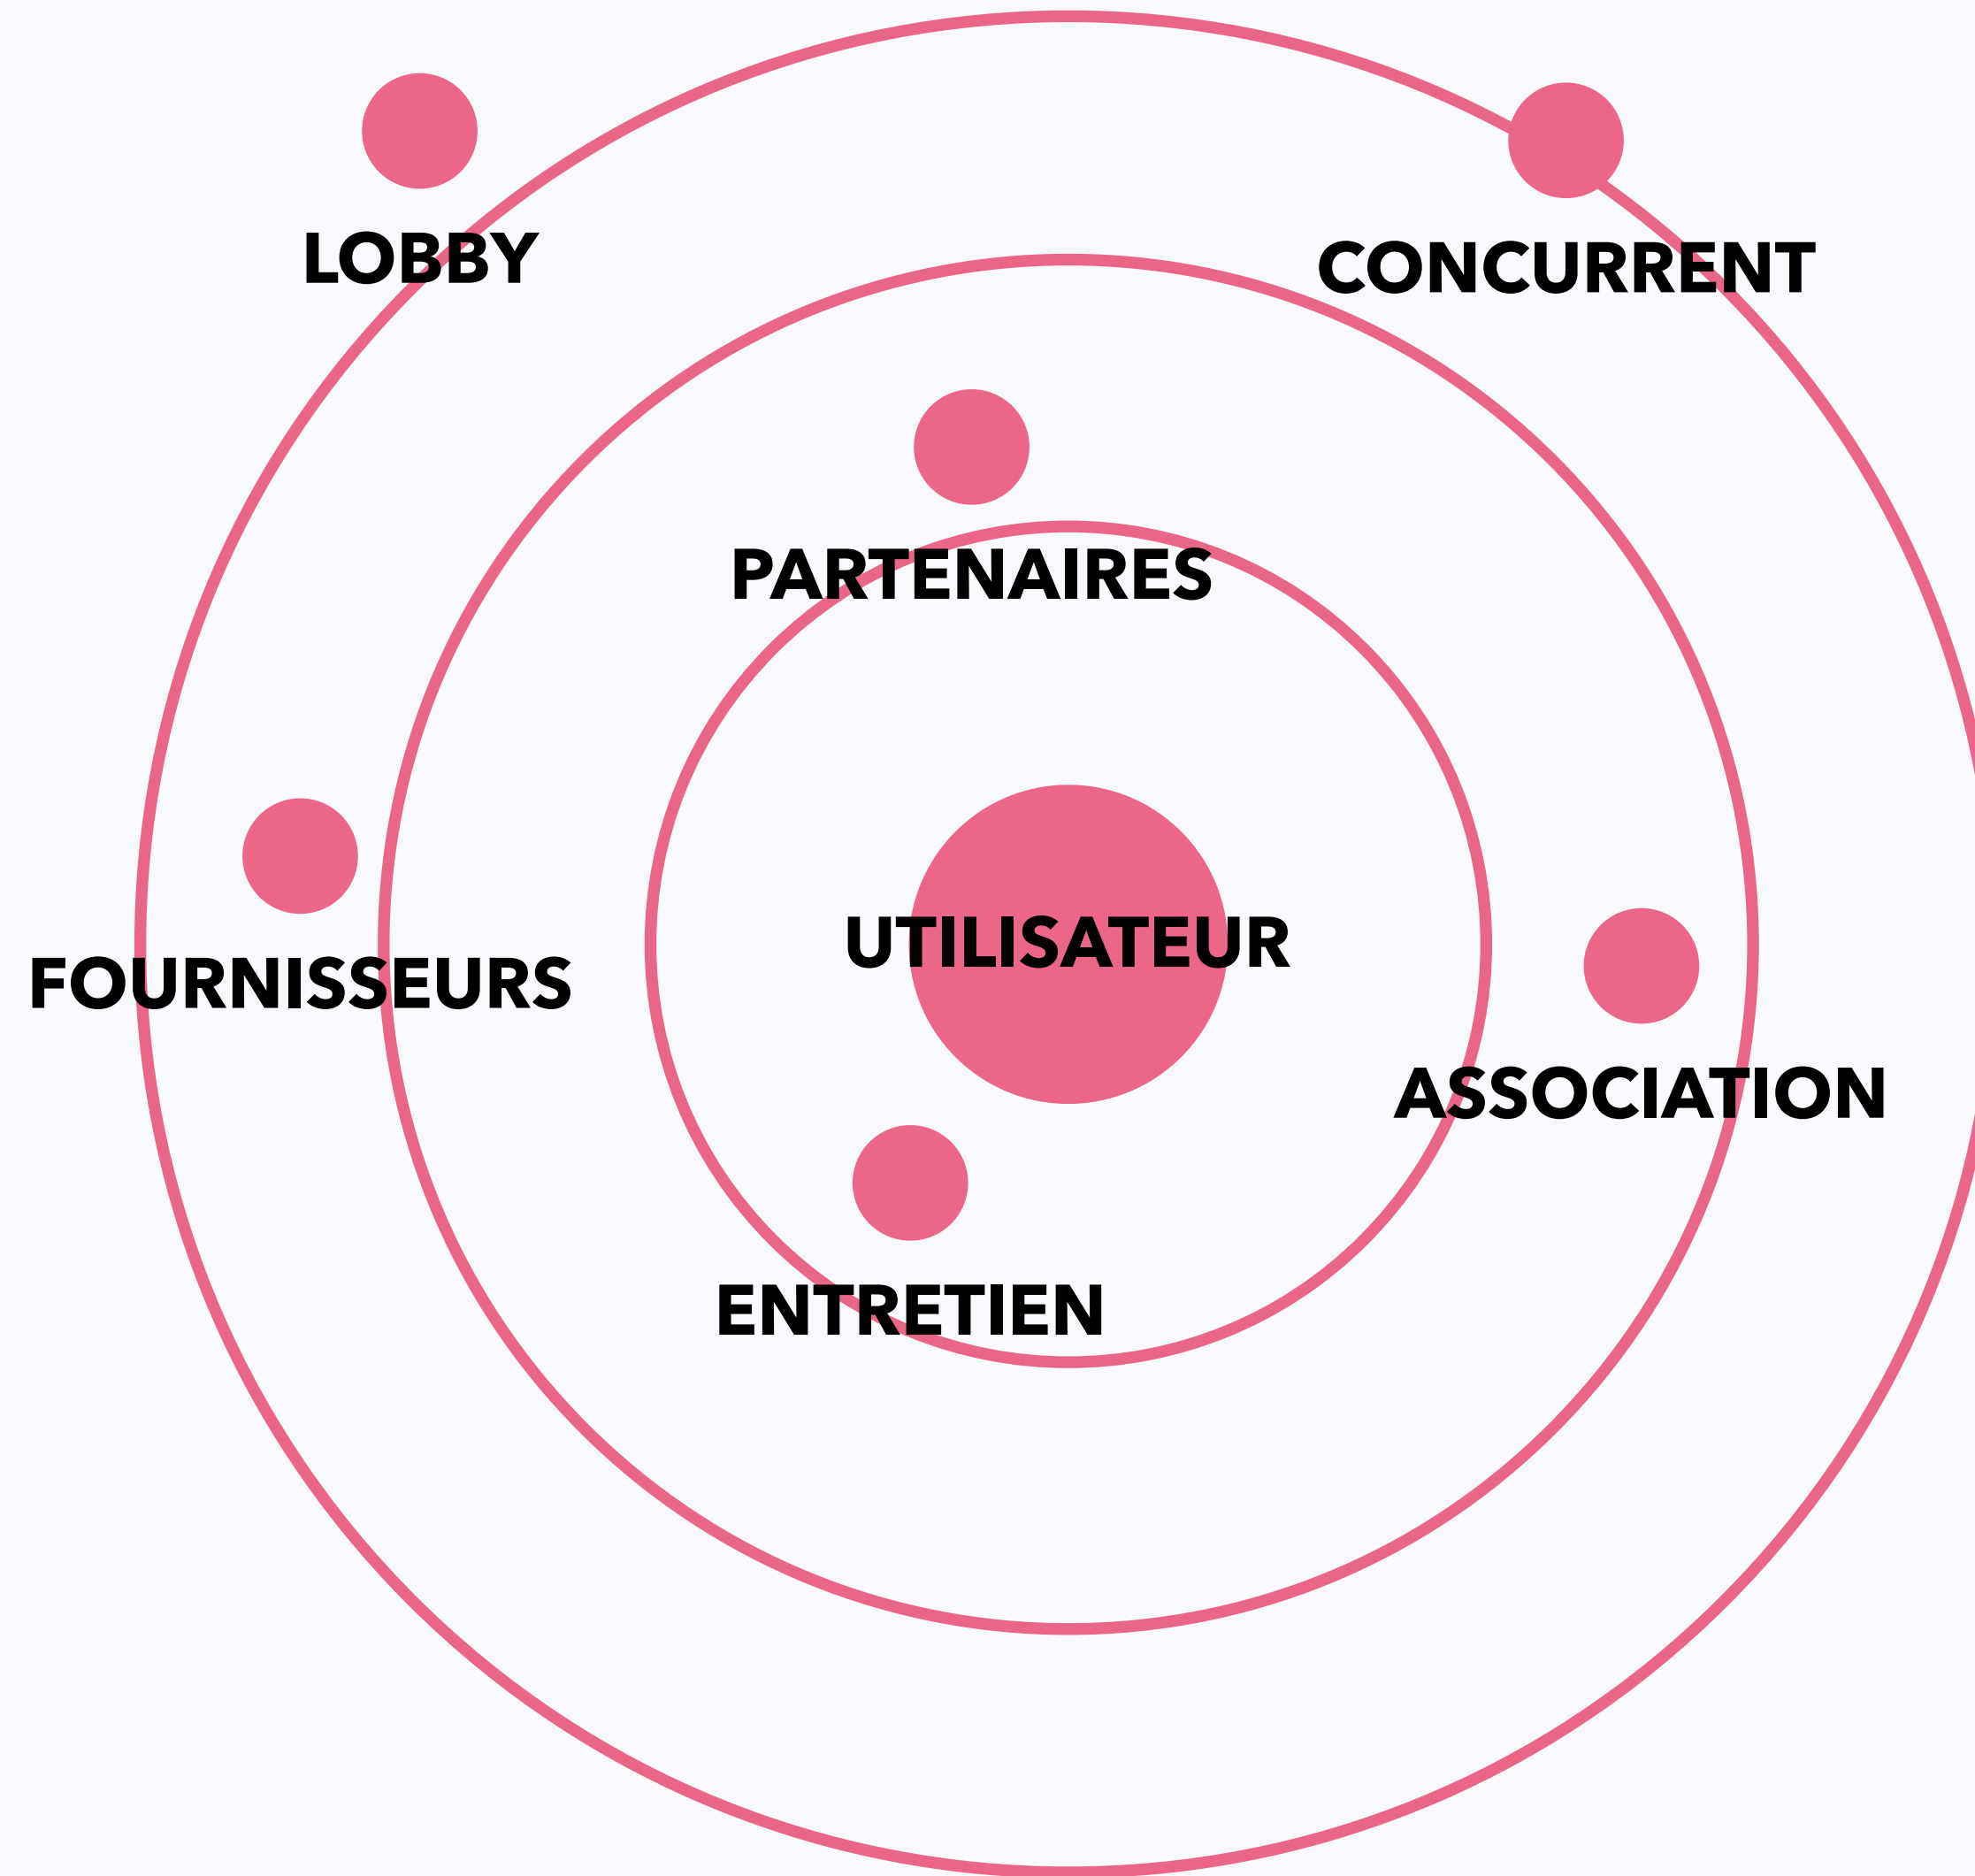 LOBBY
CONCURRENT
PARTENAIRES
UTILISATEUR
FOURNISSEURS
ASSOCIATION
ENTRETIEN